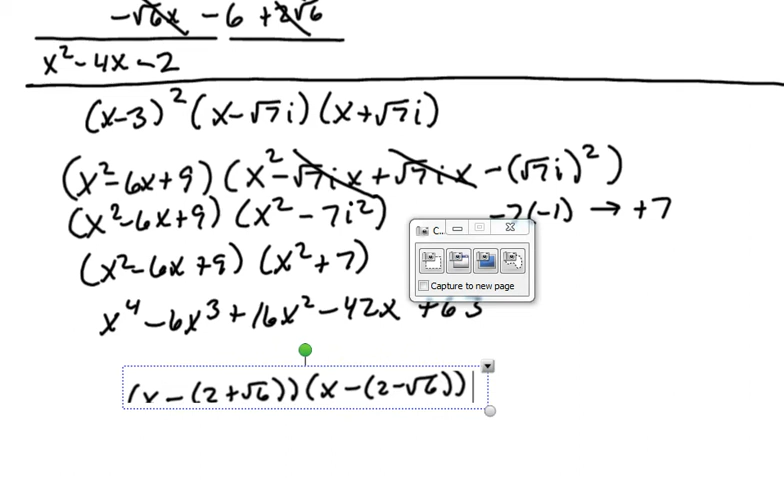 -√6x - 6 + 2√6
x² - 4x - 2
(x-3)² (x-√7i) (x+√7i)
(x²-6x+9) (x² - √7ix + √7ix - (√7i)²)
(x²-6x+9) (x² - 7i²) -7(-1) → +7
(x²-6x+9) (x²+7)
C...
Capture to new page
x⁴ - 6x³ + 16x² - 42x + 63
(x - (2+√6))(x - (2-√6))